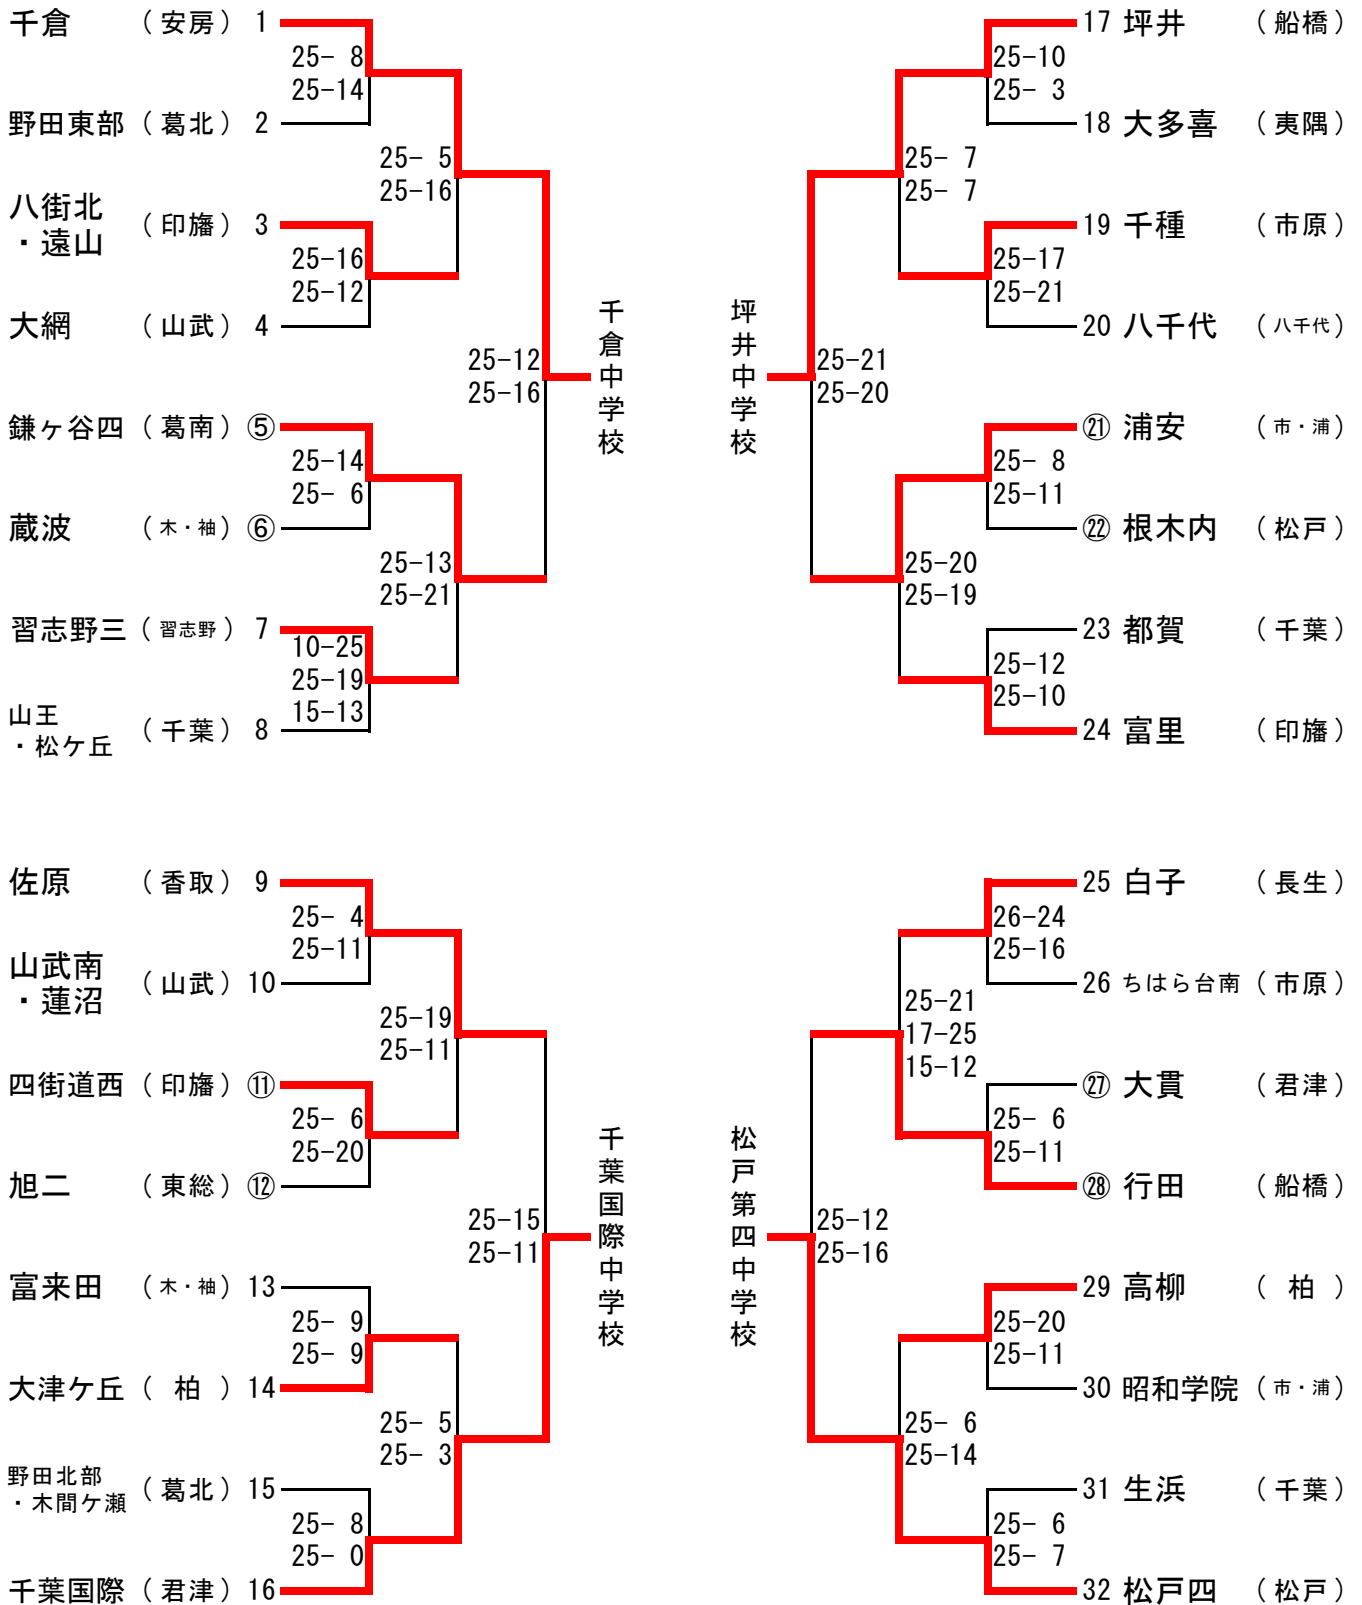 千倉 （安房） 1
25- 8
25-14
野田東部 （葛北） 2
25- 5
25-16
八街北
・遠山 （印旛） 3
25-16
25-12
大網 （山武） 4
25-12
25-16
千倉中学校
鎌ヶ谷四 （葛南） ⑤
25-14
25- 6
蔵波 （木・袖） ⑥
25-13
25-21
習志野三 （習志野） 7
10-25
25-19
15-13
山王
・松ケ丘 （千葉） 8
佐原 （香取） 9
25- 4
25-11
山武南
・蓮沼 （山武） 10
25-19
25-11
四街道西 （印旛） ⑪
25- 6
25-20
旭二 （東総） ⑫
25-15
25-11
千葉国際中学校
富来田 （木・袖） 13
25- 9
25- 9
大津ケ丘 （柏） 14
25- 5
25- 3
野田北部
・木間ケ瀬 （葛北） 15
25- 8
25- 0
千葉国際 （君津） 16
17 坪井 （船橋）
25-10
25- 3
18 大多喜 （夷隅）
25- 7
25- 7
19 千種 （市原）
25-17
25-21
20 八千代 （八千代）
坪井中学校
25-21
25-20
㉑ 浦安 （市・浦）
25- 8
25-11
㉒ 根木内 （松戸）
25-20
25-19
23 都賀 （千葉）
25-12
25-10
24 富里 （印旛）
25 白子 （長生）
26-24
25-16
26 ちはら台南 （市原）
25-21
17-25
15-12
㉗ 大貫 （君津）
25- 6
25-11
㉘ 行田 （船橋）
松戸第四中学校
25-12
25-16
29 高柳 （柏）
25-20
25-11
30 昭和学院 （市・浦）
25- 6
25-14
31 生浜 （千葉）
25- 6
25- 7
32 松戸四 （松戸）